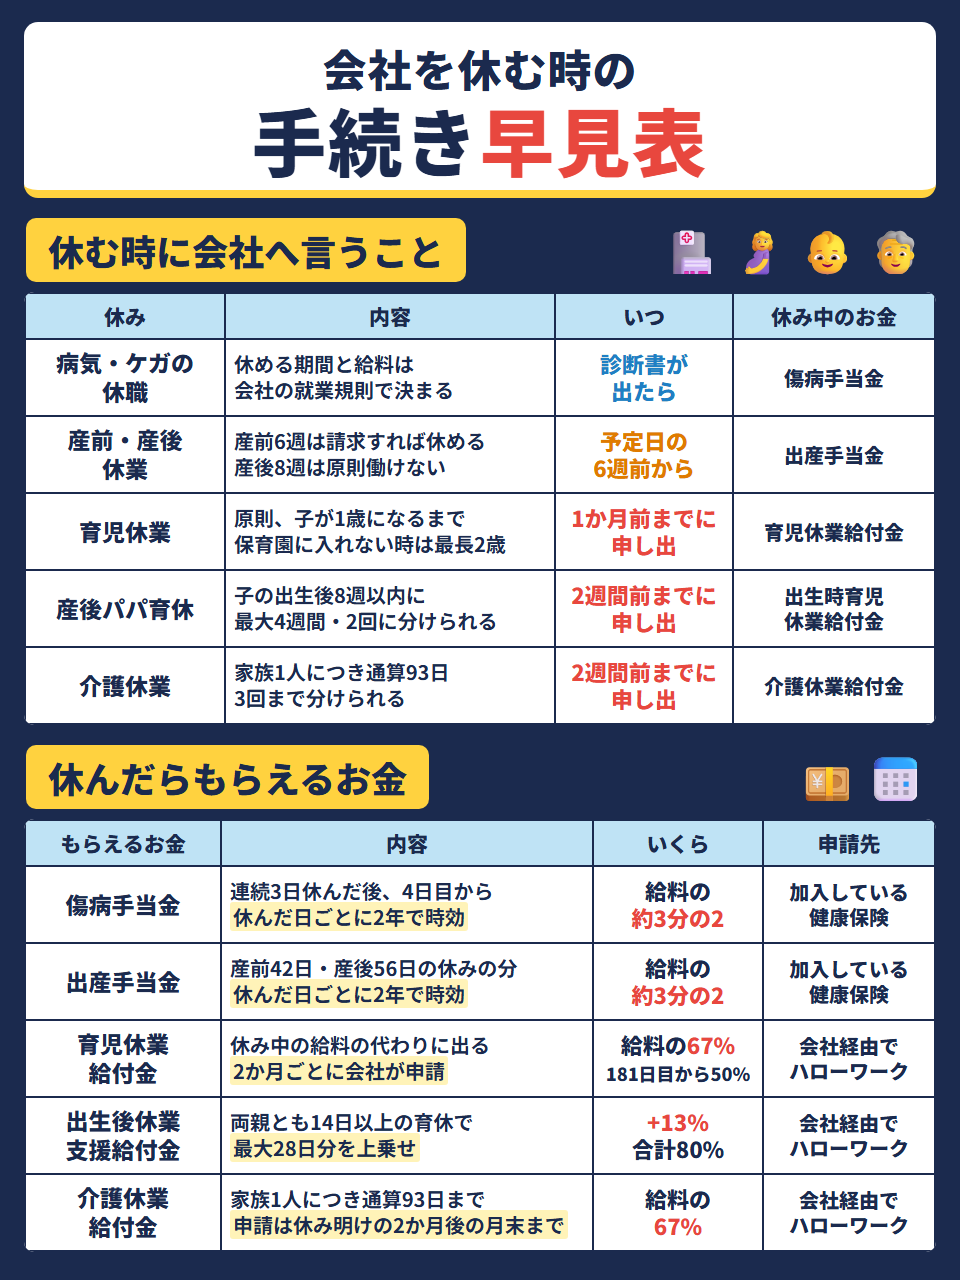 会社を休む時の
手続き早見表
休む時に会社へ言うこと
休み
内容
いつ
休み中のお金
病気・ケガの
休職
休める期間と給料は
会社の就業規則で決まる
診断書が
出たら
傷病手当金
産前・産後
休業
産前6週は請求すれば休める
産後8週は原則働けない
予定日の
6週前から
出産手当金
育児休業
原則、子が1歳になるまで
保育園に入れない時は最長2歳
1か月前までに
申し出
育児休業給付金
産後パパ育休
子の出生後8週以内に
最大4週間・2回に分けられる
2週間前までに
申し出
出生時育児
休業給付金
介護休業
家族1人につき通算93日
3回まで分けられる
2週間前までに
申し出
介護休業給付金
休んだらもらえるお金
もらえるお金
内容
いくら
申請先
傷病手当金
連続3日休んだ後、4日目から
休んだ日ごとに2年で時効
給料の
約3分の2
加入している
健康保険
出産手当金
産前42日・産後56日の休みの分
休んだ日ごとに2年で時効
給料の
約3分の2
加入している
健康保険
育児休業
給付金
休み中の給料の代わりに出る
2か月ごとに会社が申請
給料の67%
181日目から50%
会社経由で
ハローワーク
出生後休業
支援給付金
両親とも14日以上の育休で
最大28日分を上乗せ
+13%
合計80%
会社経由で
ハローワーク
介護休業
給付金
家族1人につき通算93日まで
申請は休み明けの2か月後の月末まで
給料の
67%
会社経由で
ハローワーク